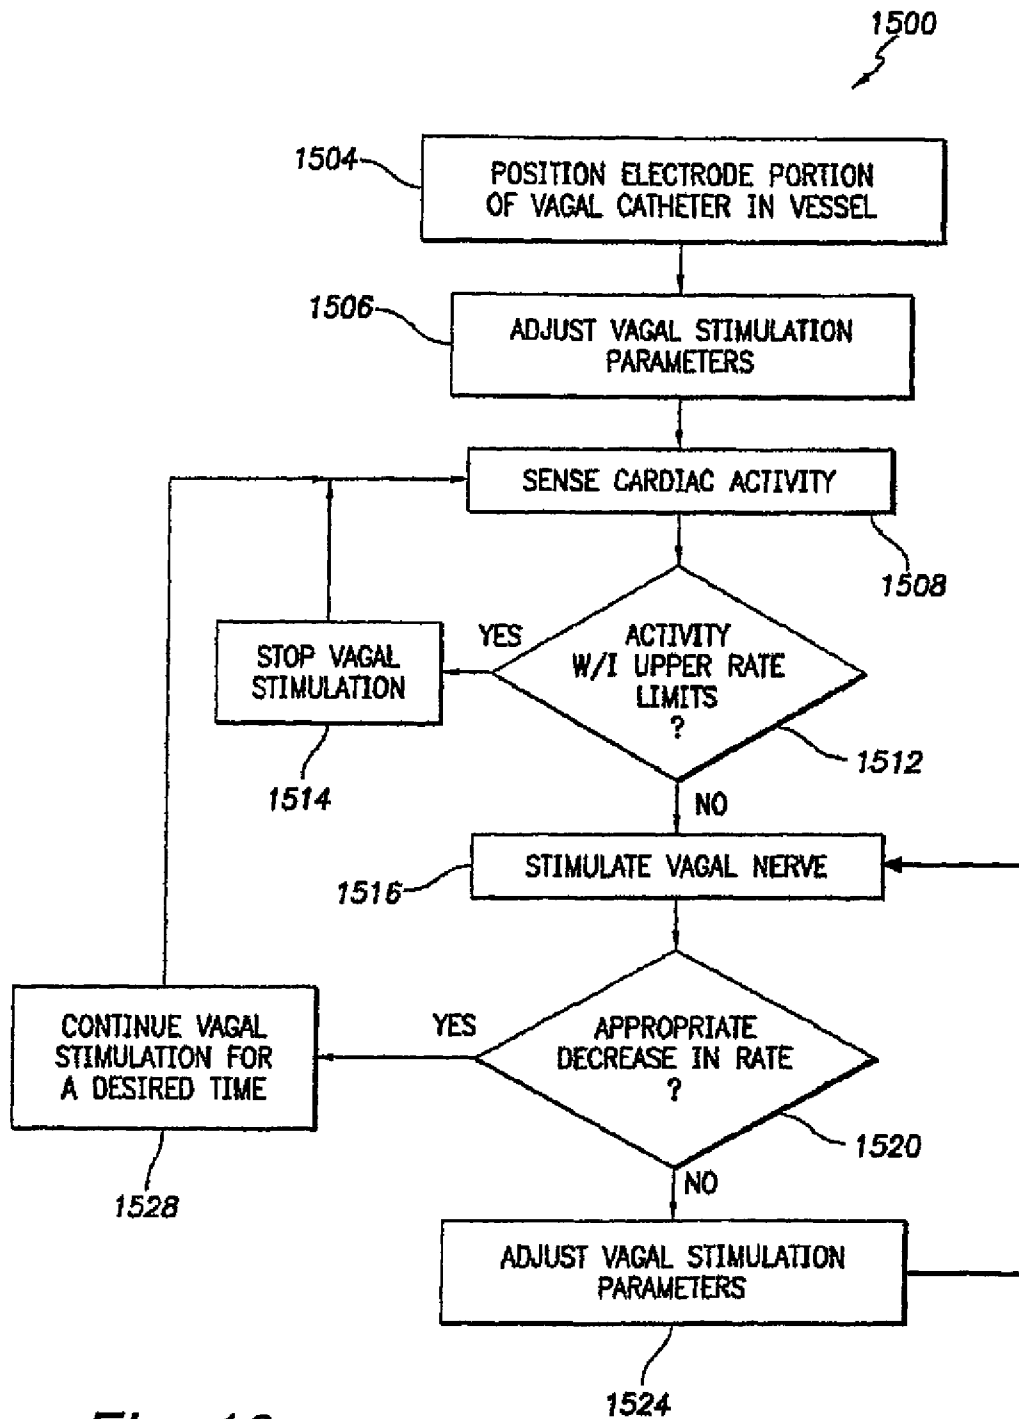 1500
1504
POSITION ELECTRODE PORTION
OF VAGAL CATHETER IN VESSEL
1506
ADJUST VAGAL STIMULATION
PARAMETERS
SENSE CARDIAC ACTIVITY
1508
YES
ACTIVITY
W/I UPPER RATE
LIMITS
?
STOP VAGAL
STIMULATION
1512
1514
NO
STIMULATE VAGAL NERVE
1516
YES
APPROPRIATE
DECREASE IN RATE
?
CONTINUE VAGAL
STIMULATION FOR
A DESIRED TIME
1520
1528
NO
ADJUST VAGAL STIMULATION
PARAMETERS
1524